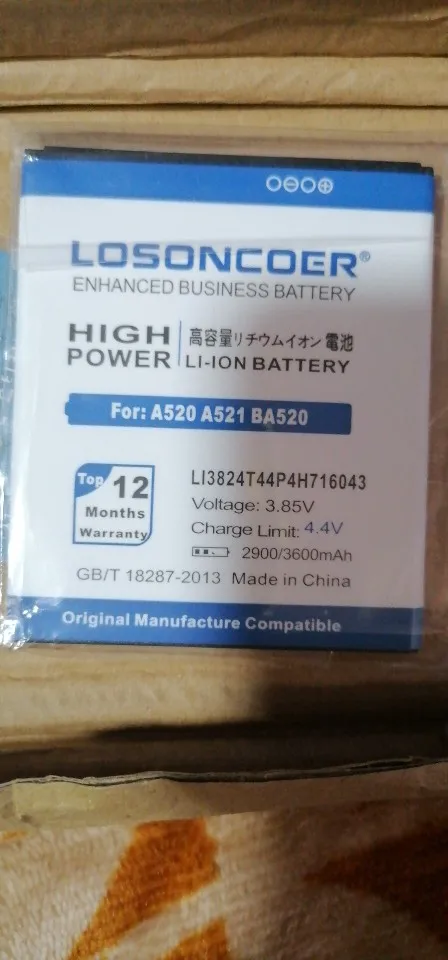 LOSONCOER®
ENHANCED BUSINESS BATTERY
HIGH POWER
高容量リチウムイオン 電池
LI-ION BATTERY
For: A520 A521 BA520
Top 12
Months
Warranty
LI3824T44P4H716043
Voltage: 3.85V
Charge Limit: 4.4V
2900/3600mAh
GB/T 18287-2013 Made in China
Original Manufacture Compatible